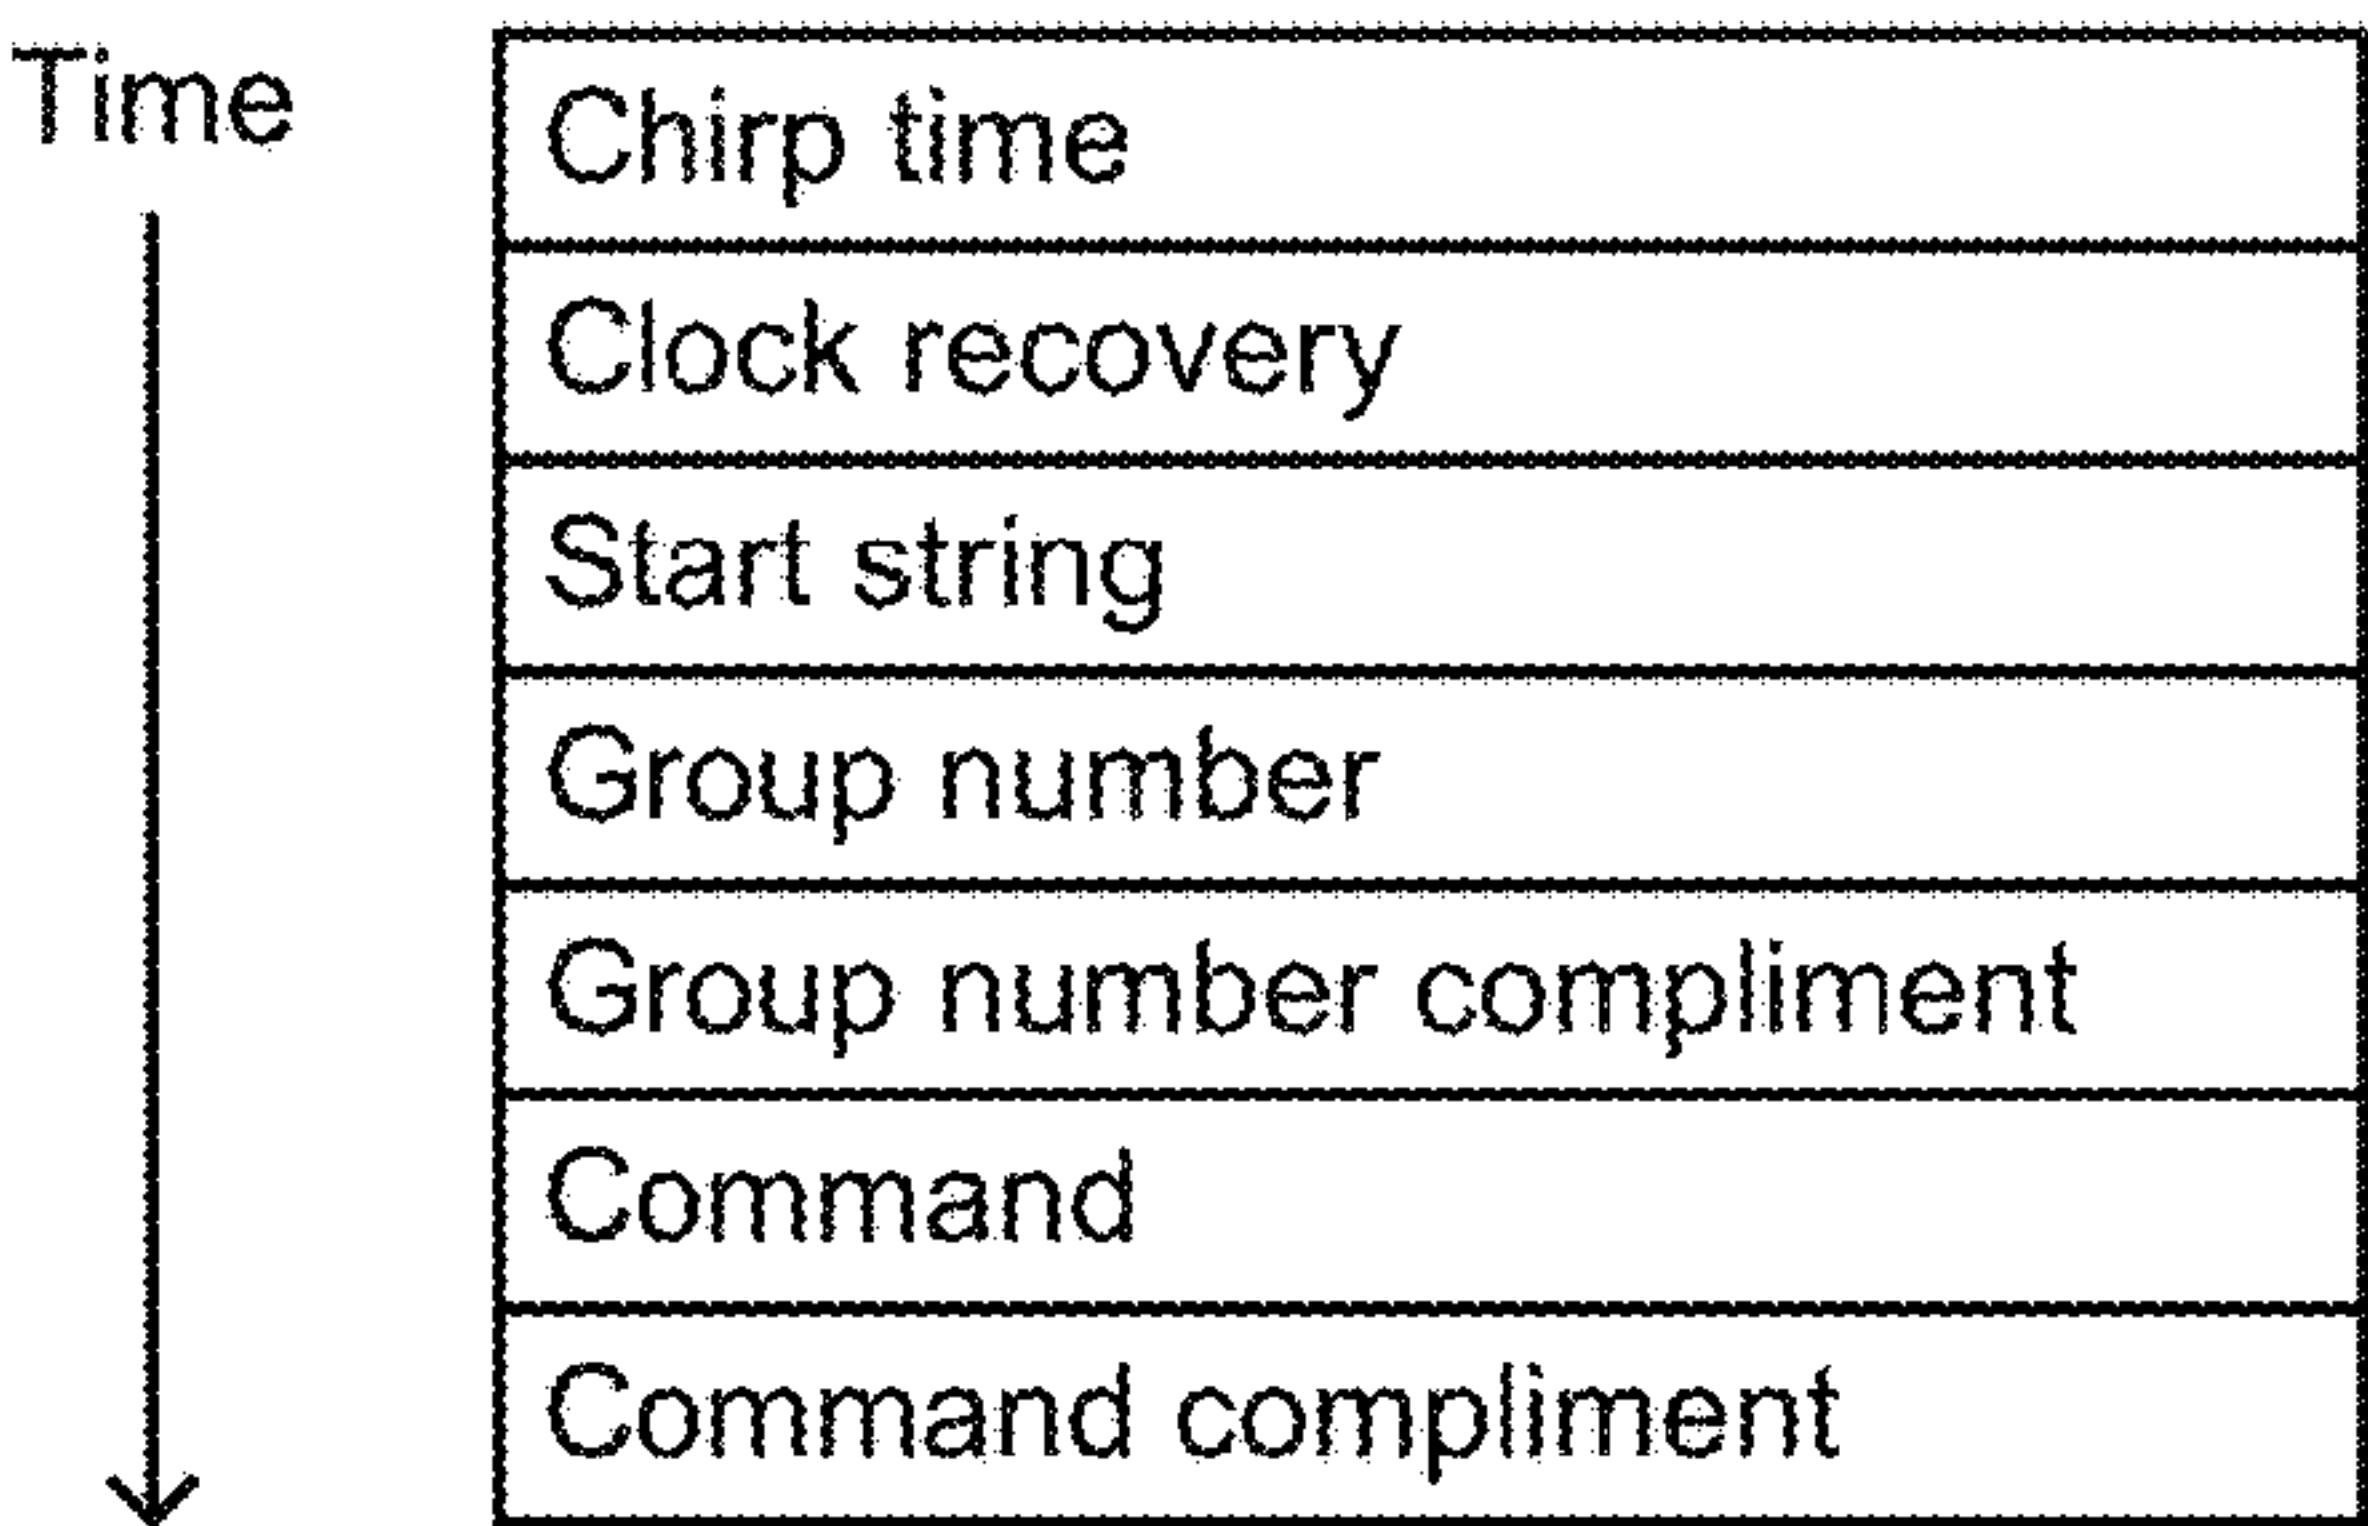 Time
Chirp time
Clock recovery
Start string
Group number
Group number compliment
Command
Command compliment